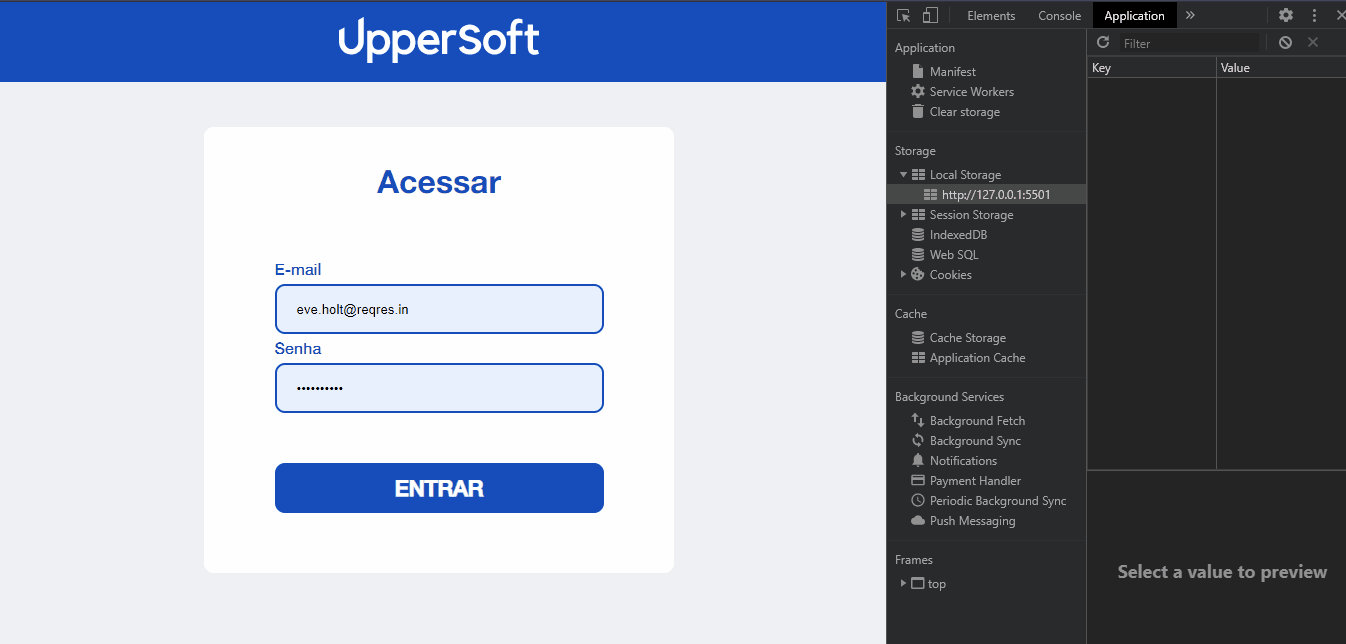 UpperSoft
Acessar
E-mail
eve.holt@reqres.in
Senha
••••••••••
ENTRAR
Elements Console Application »
Application
Manifest
Service Workers
Clear storage
Storage
Local Storage
http://127.0.0.1:5501
Session Storage
IndexedDB
Web SQL
Cookies
Cache
Cache Storage
Application Cache
Background Services
Background Fetch
Background Sync
Notifications
Payment Handler
Periodic Background Sync
Push Messaging
Frames
top
Filter
Key Value
Select a value to preview